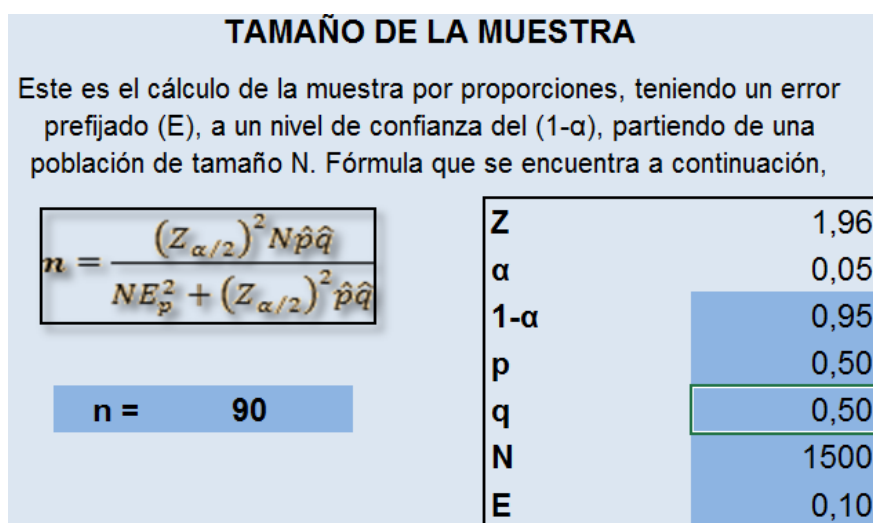 TAMAÑO DE LA MUESTRA
Este es el cálculo de la muestra por proporciones, teniendo un error
prefijado (E), a un nivel de confianza del (1-α), partiendo de una
población de tamaño N. Fórmula que se encuentra a continuación,
n = (Z_{α/2})² N p̂ q̂ / (N E_p² + (Z_{α/2})² p̂ q̂)
n = 90
Z 1,96
α 0,05
1-α 0,95
p 0,50
q 0,50
N 1500
E 0,10